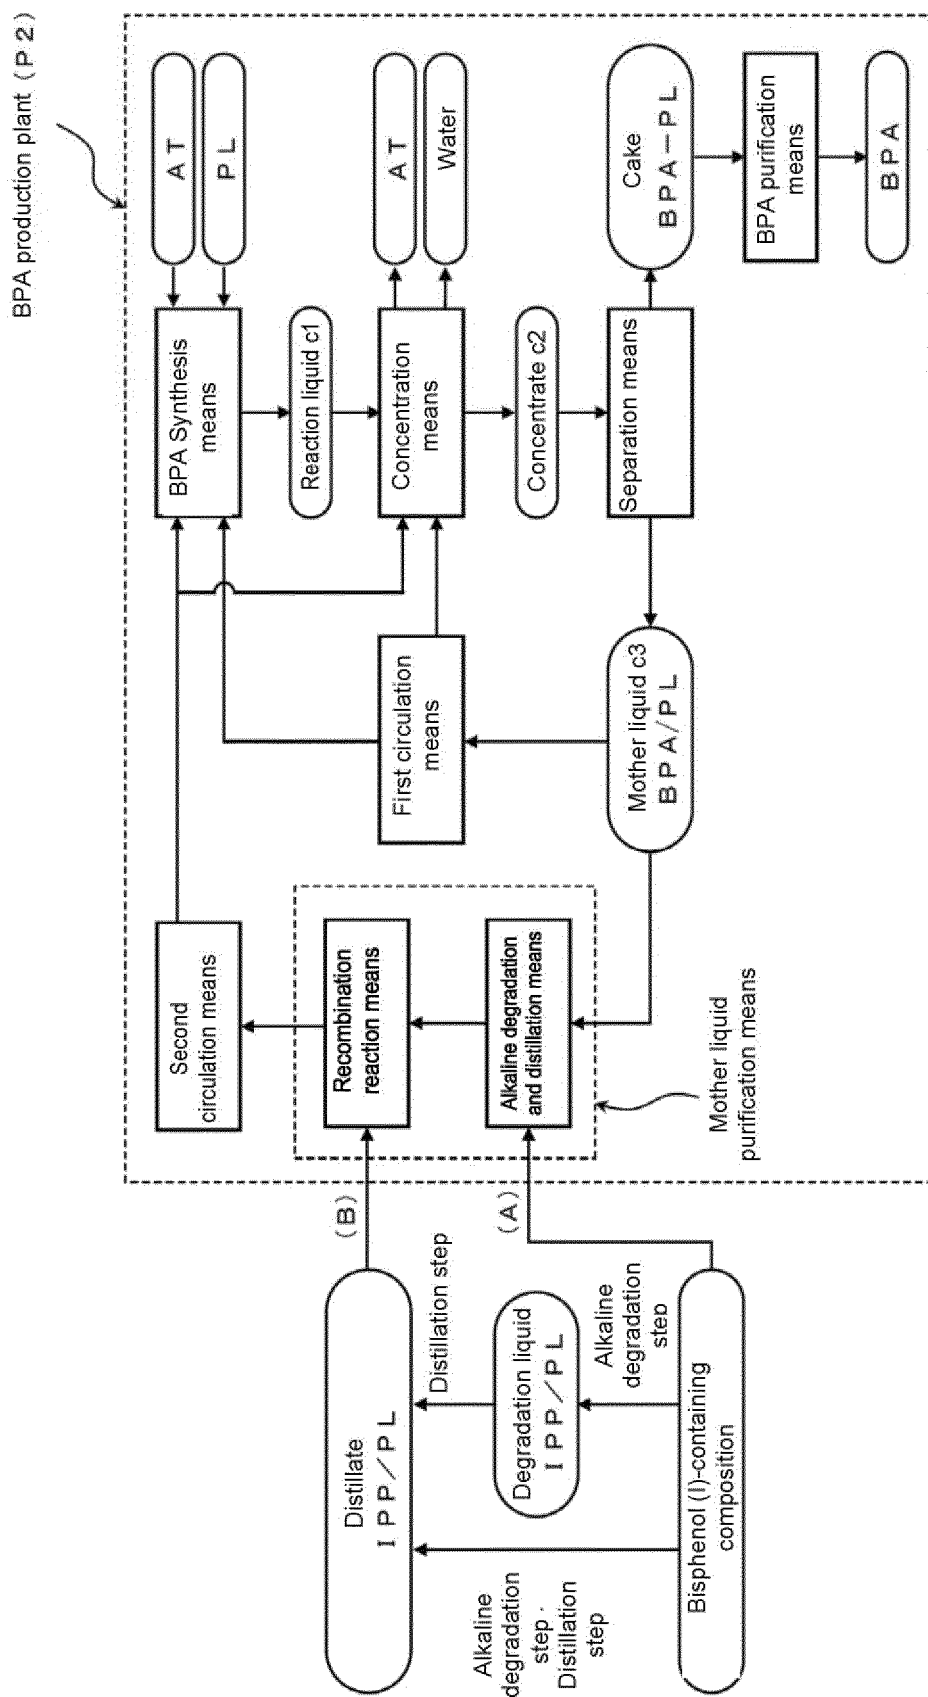 BPA production plant (P2)
AT
PL
BPA Synthesis
means
Reaction liquid c1
AT
Water
Concentration
means
Concentrate c2
Cake
BPA-PL
Separation means
BPA purification
means
BPA
Mother liquid c3
BPA/PL
First circulation
means
Second
circulation means
Recombination
reaction means
Alkaline degradation
and distillation means
Mother liquid
purification means
(B)
(A)
Distillate
IPP/PL
Distillation step
Degradation liquid
IPP/PL
Alkaline
degradation
step
Alkaline
degradation
step ·
Distillation
step
Bisphenol (I)-containing
composition